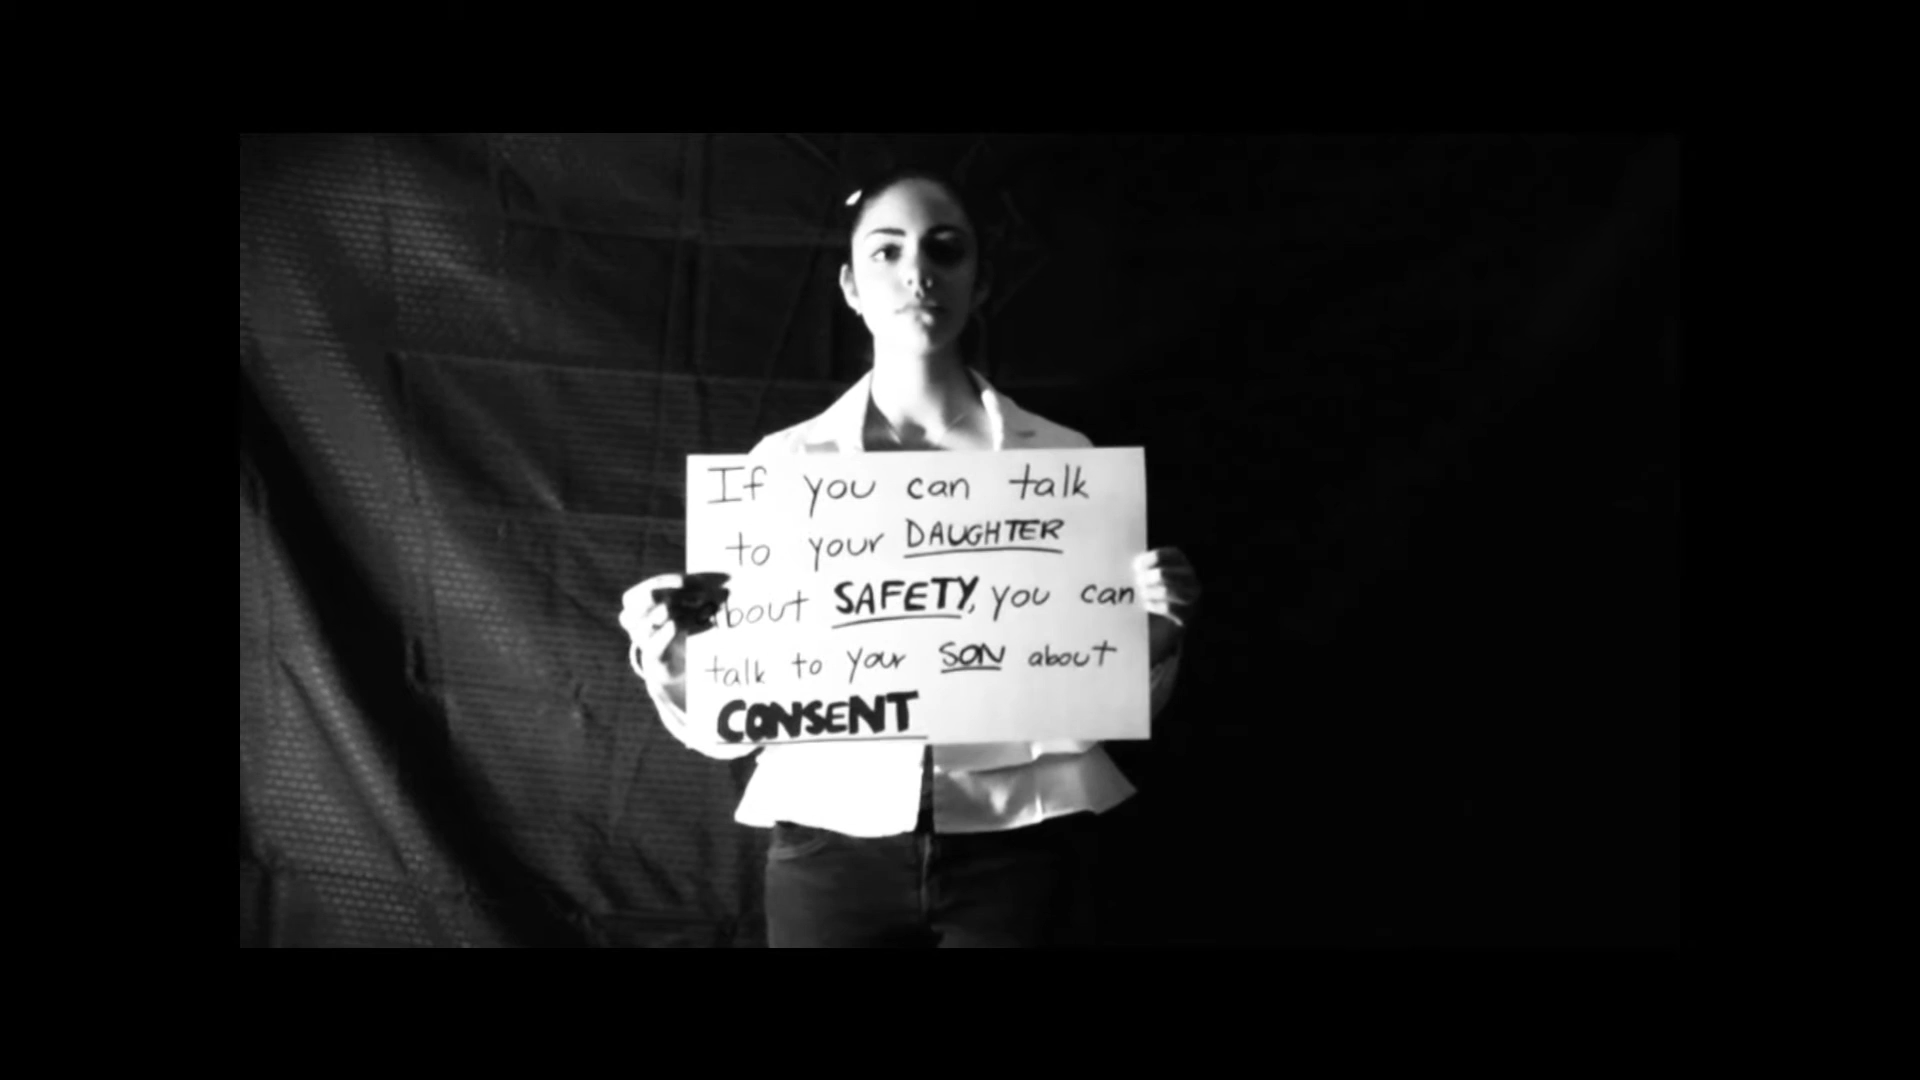 If you can talk
to your DAUGHTER
about SAFETY, you can
talk to your SON about
CONSENT